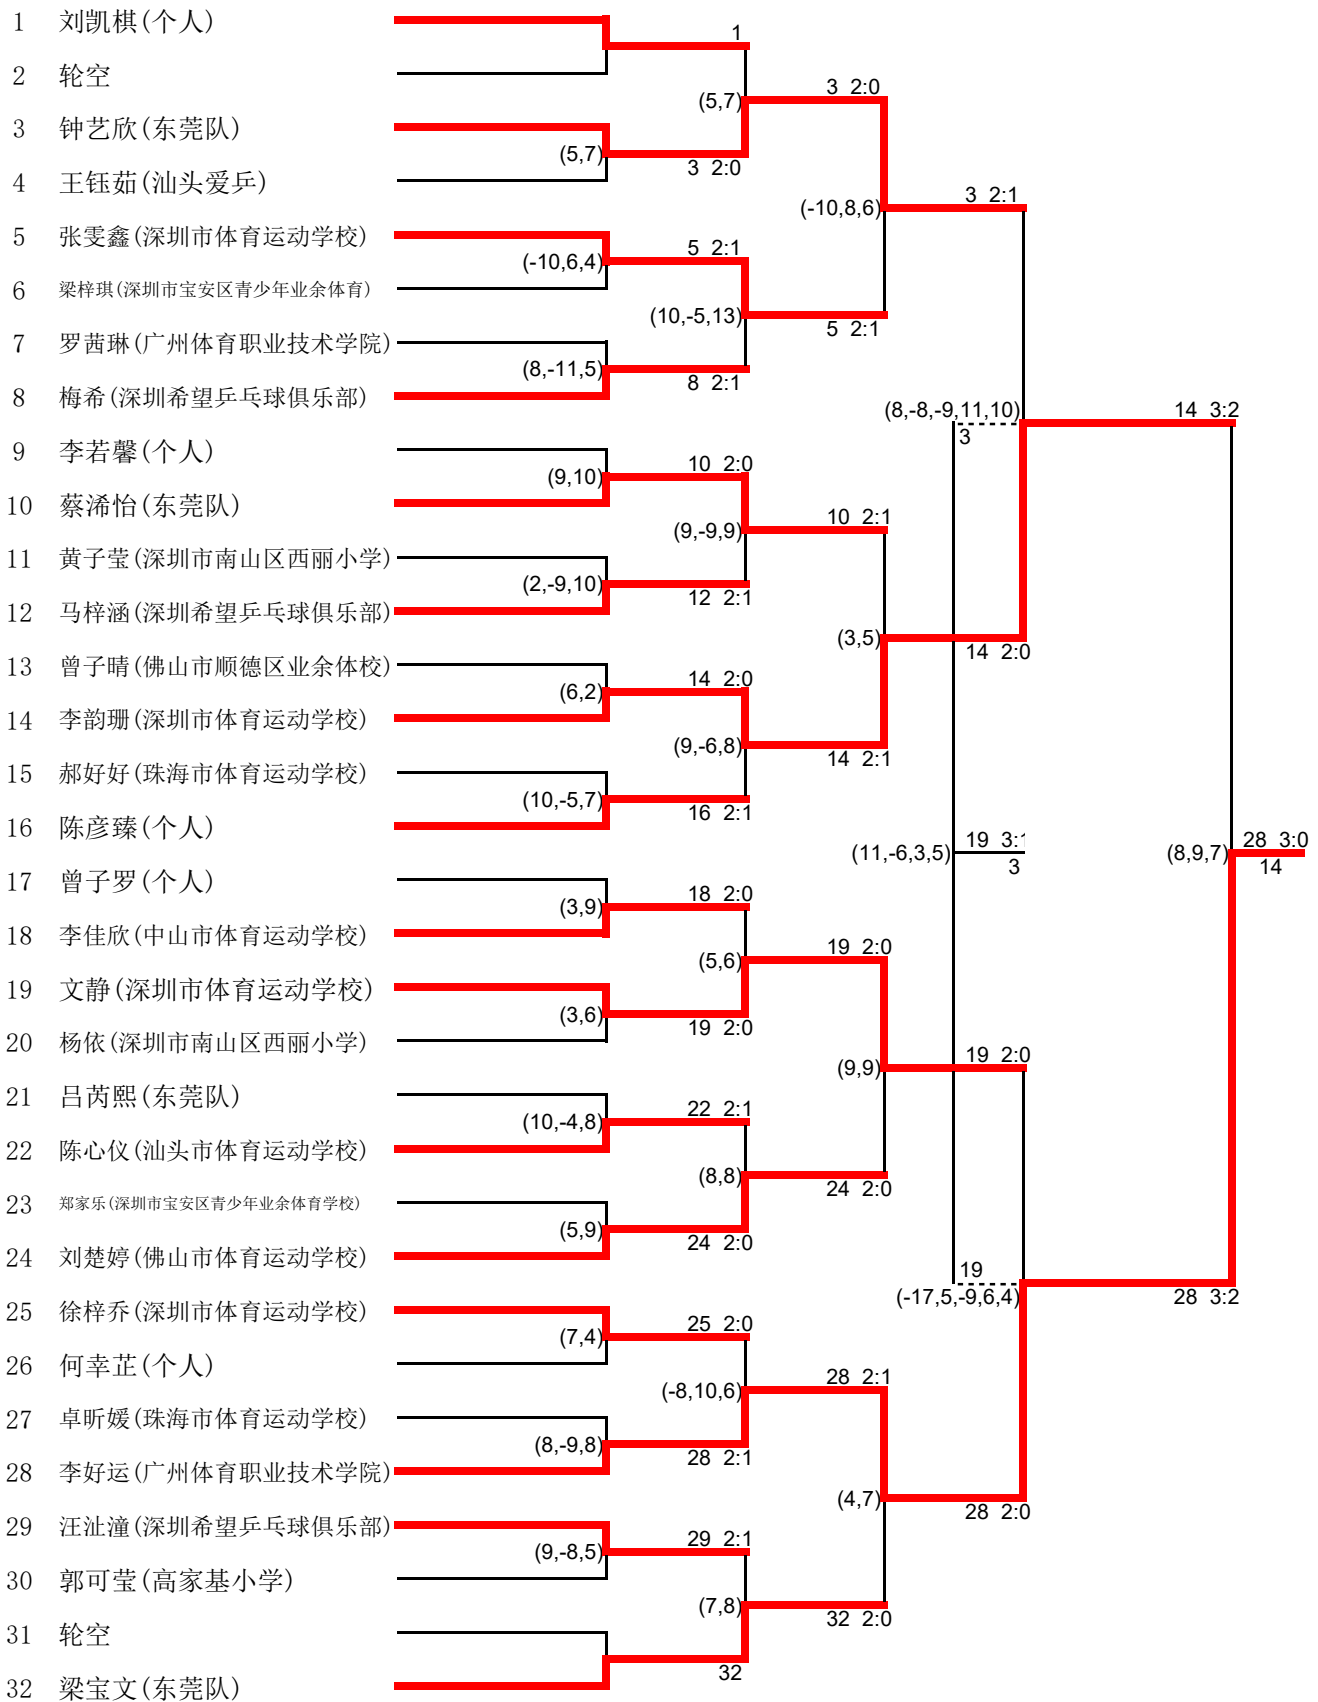 1 刘凯棋(个人)
1
2 轮空
3 2:0
(5,7)
3 钟艺欣(东莞队)
(5,7)
3 2:0
4 王钰茹(汕头爱乒)
3 2:1
(-10,8,6)
5 张雯鑫(深圳市体育运动学校)
5 2:1
(-10,6,4)
6 梁梓琪(深圳市宝安区青少年业余体育)
(10,-5,13)
5 2:1
7 罗茜琳(广州体育职业技术学院)
(8,-11,5)
8 2:1
8 梅希(深圳希望乒乓球俱乐部)
(8,-8,-9,11,10)
14 3:2
3
9 李若馨(个人)
10 2:0
(9,10)
10 蔡浠怡(东莞队)
10 2:1
(9,-9,9)
11 黄子莹(深圳市南山区西丽小学)
(2,-9,10)
12 2:1
12 马梓涵(深圳希望乒乓球俱乐部)
(3,5)
14 2:0
13 曾子晴(佛山市顺德区业余体校)
14 2:0
(6,2)
14 李韵珊(深圳市体育运动学校)
(9,-6,8)
14 2:1
15 郝好好(珠海市体育运动学校)
(10,-5,7)
16 2:1
16 陈彦臻(个人)
19 3:1
(11,-6,3,5)
3
28 3:0
(8,9,7)
14
17 曾子罗(个人)
18 2:0
(3,9)
18 李佳欣(中山市体育运动学校)
19 2:0
(5,6)
19 文静(深圳市体育运动学校)
(3,6)
19 2:0
20 杨依(深圳市南山区西丽小学)
19 2:0
(9,9)
21 吕芮熙(东莞队)
22 2:1
(10,-4,8)
22 陈心仪(汕头市体育运动学校)
(8,8)
24 2:0
23 郑家乐(深圳市宝安区青少年业余体育学校)
(5,9)
24 2:0
24 刘楚婷(佛山市体育运动学校)
19
(-17,5,-9,6,4)
28 3:2
25 徐梓乔(深圳市体育运动学校)
25 2:0
(7,4)
26 何幸芷(个人)
28 2:1
(-8,10,6)
27 卓昕媛(珠海市体育运动学校)
(8,-9,8)
28 2:1
28 李好运(广州体育职业技术学院)
(4,7)
28 2:0
29 汪沚潼(深圳希望乒乓球俱乐部)
29 2:1
(9,-8,5)
30 郭可莹(高家基小学)
(7,8)
32 2:0
31 轮空
32
32 梁宝文(东莞队)